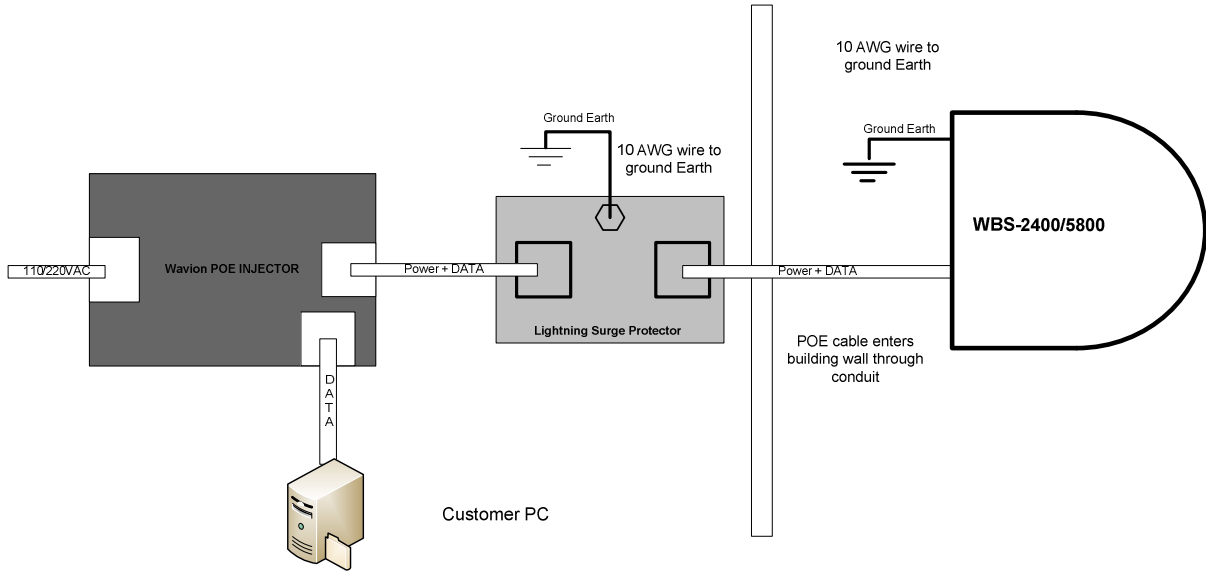 10 AWG wire to
ground Earth
Ground Earth
10 AWG wire to
ground Earth
Ground Earth
WBS-2400/5800
110/220VAC
Wavion POE INJECTOR
Power + DATA
Power + DATA
Lightning Surge Protector
POE cable enters
building wall through
conduit
D
A
T
A
Customer PC